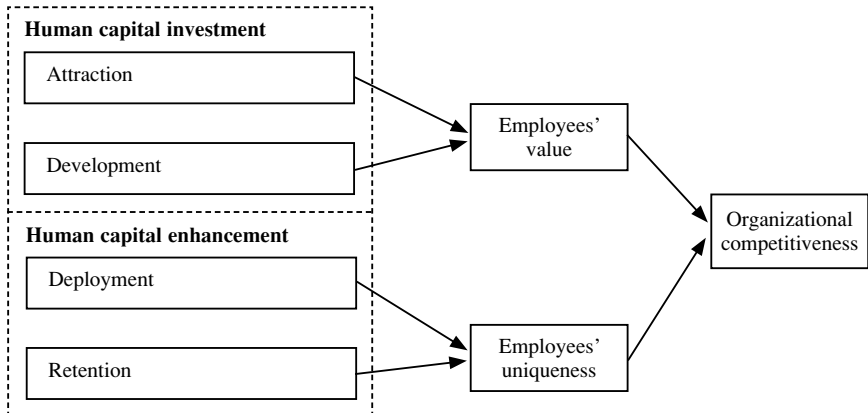 Human capital investment
Attraction
Development
Employees’
value
Human capital enhancement
Deployment
Retention
Employees’
uniqueness
Organizational
competitiveness